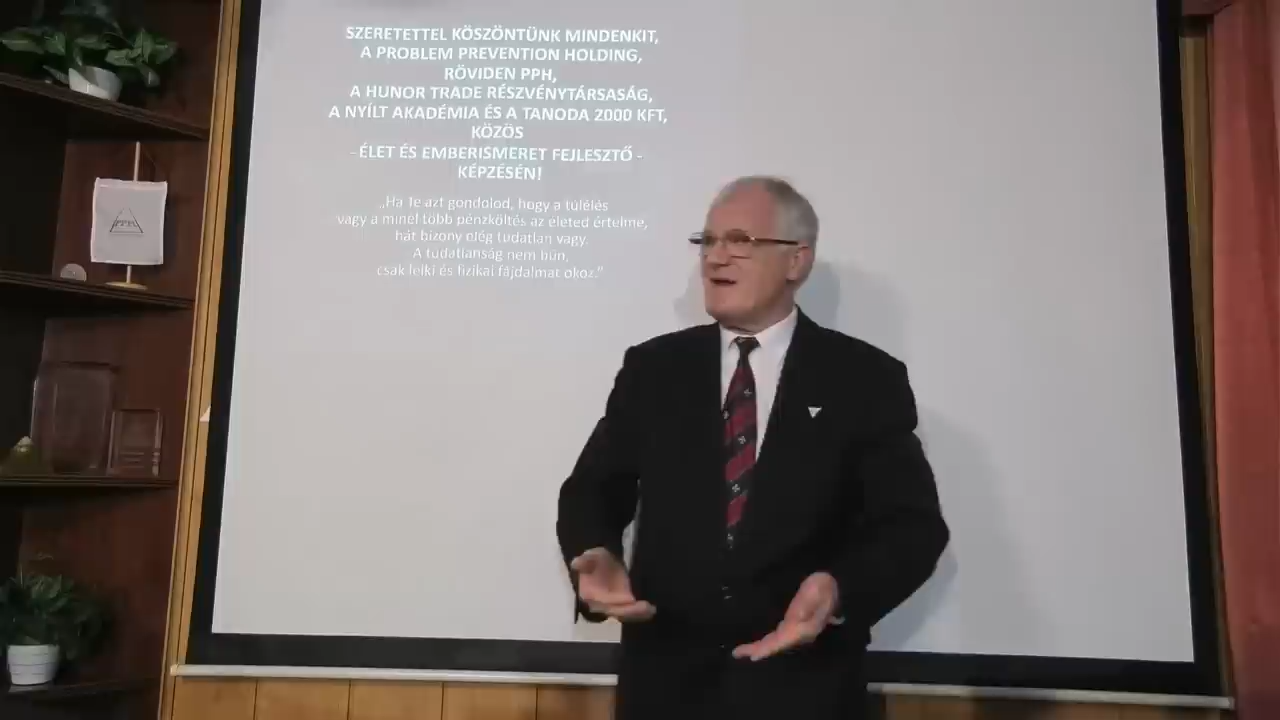 SZERETETTEL KÖSZÖNTÜNK MINDENKIT,
A PROBLEM PREVENTION HOLDING,
RÖVIDEN PPH,
A HUNOR TRADE RÉSZVÉNYTÁRSASÁG,
A NYÍLT AKADÉMIA ÉS A TANODA 2000 KFT,
KÖZÖS
- ÉLET ÉS EMBERISMERET FEJLESZTŐ -
KÉPZÉSÉN!
„Ha Te azt gondolod, hogy a túlélés
vagy a minél több pénzköltés az életed értelme,
hát bizony elég tudatlan vagy.
A tudatlanság nem bűn,
csak lelki és fizikai fájdalmat okoz."